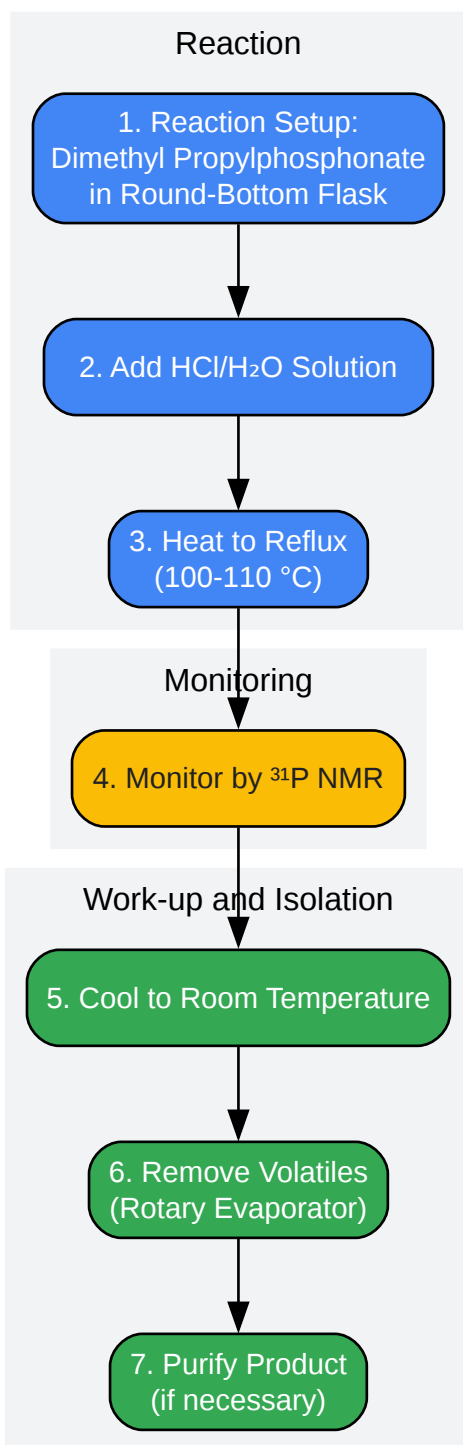 Reaction
1. Reaction Setup:
Dimethyl Propylphosphonate
in Round-Bottom Flask
2. Add HCl/H₂O Solution
3. Heat to Reflux
(100-110 °C)
Monitoring
4. Monitor by ³¹P NMR
Work-up and Isolation
5. Cool to Room Temperature
6. Remove Volatiles
(Rotary Evaporator)
7. Purify Product
(if necessary)